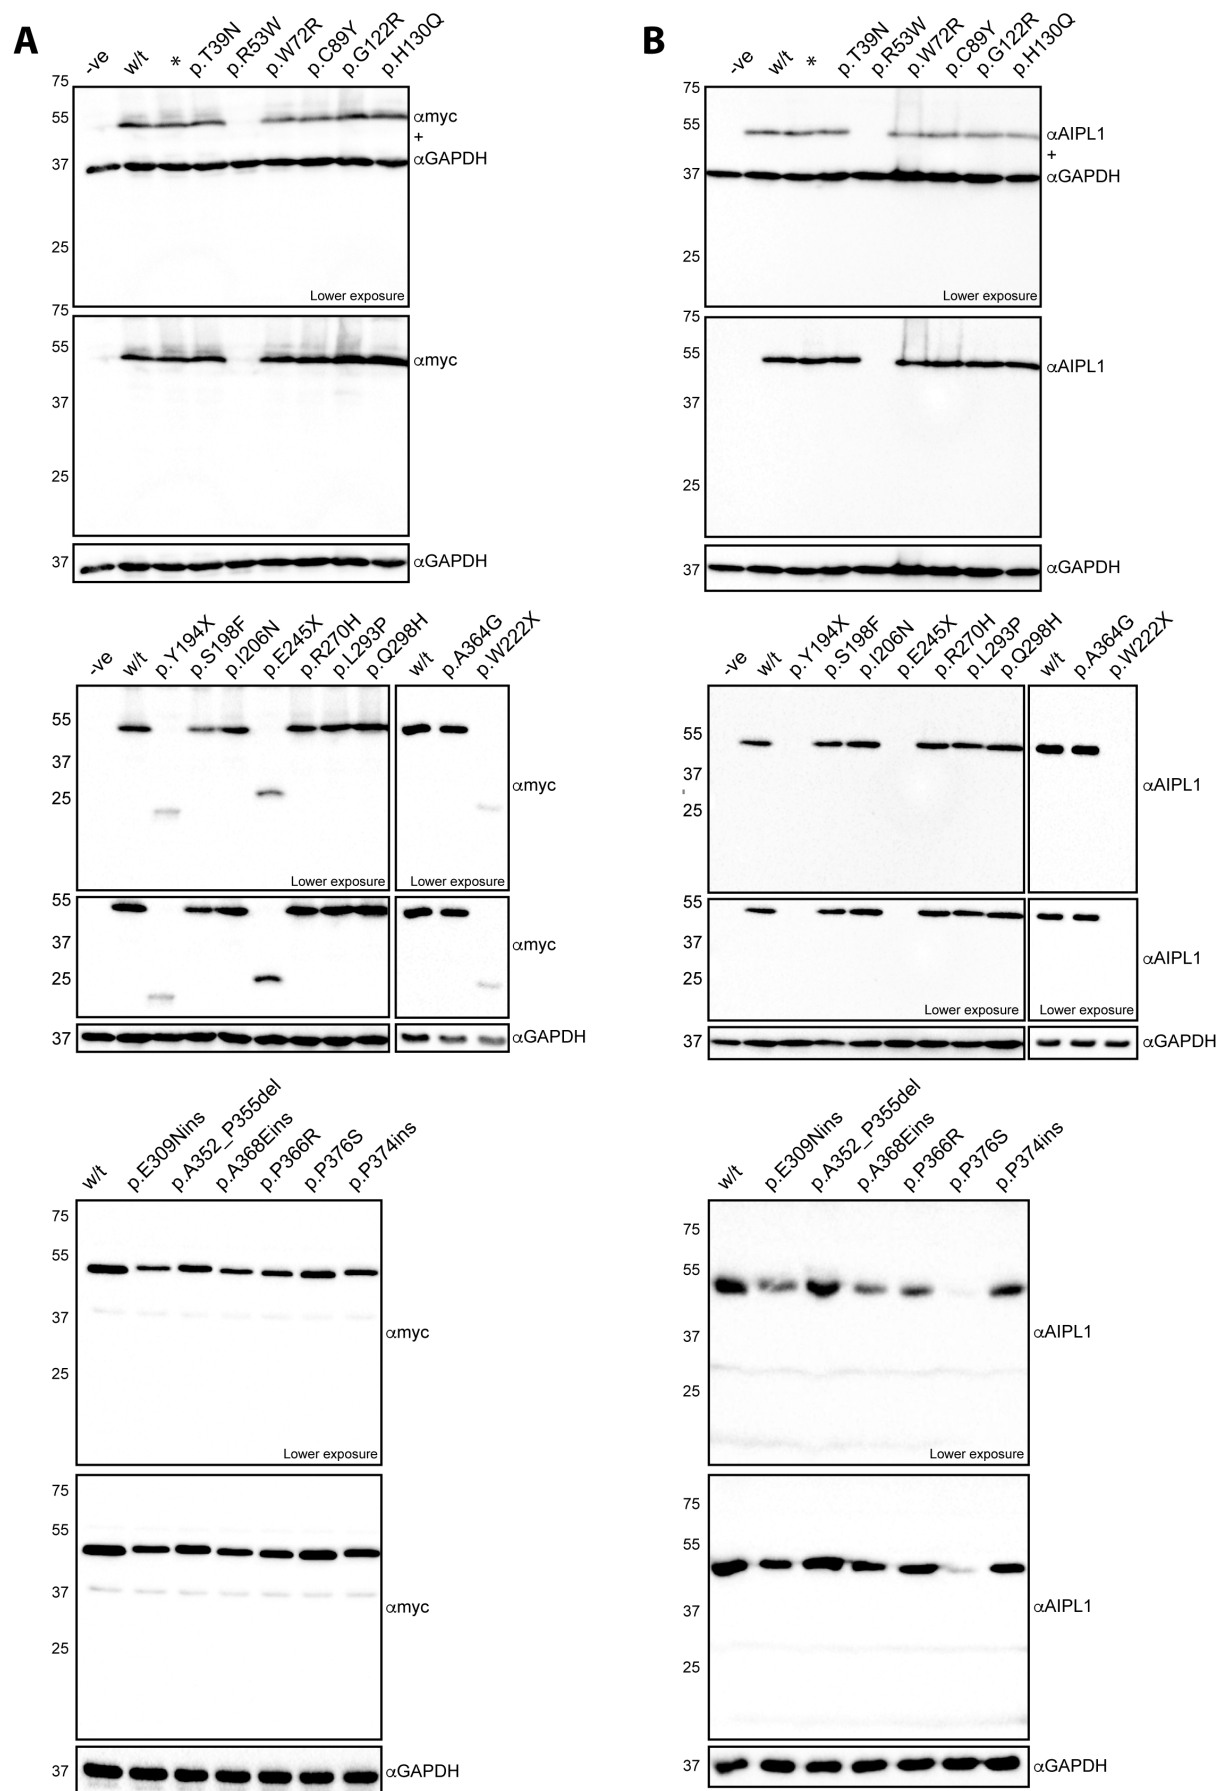 A
-ve w/t * p.T39N p.R53W p.W72R p.C89Y p.G122R p.H130Q
75
55
37
25
αmyc
+
αGAPDH
Lower exposure
75
55
37
25
αmyc
37
αGAPDH
-ve w/t p.Y194X p.S198F p.I206N p.E245X p.R270H p.L293P p.Q298H w/t p.A364G p.W222X
55
37
25
αmyc
Lower exposure Lower exposure
55
37
25
αmyc
37
αGAPDH
w/t p.E309Nins p.A352_P355del p.A368Eins p.P366R p.P376S p.P374ins
75
55
37
25
αmyc
Lower exposure
75
55
37
25
αmyc
37
αGAPDH
B
-ve w/t * p.T39N p.R53W p.W72R p.C89Y p.G122R p.H130Q
75
55
37
25
αAIPL1
+
αGAPDH
Lower exposure
75
55
37
25
αAIPL1
37
αGAPDH
-ve w/t p.Y194X p.S198F p.I206N p.E245X p.R270H p.L293P p.Q298H w/t p.A364G p.W222X
55
37
25
αAIPL1
55
37
25
αAIPL1
Lower exposure Lower exposure
37
αGAPDH
w/t p.E309Nins p.A352_P355del p.A368Eins p.P366R p.P376S p.P374ins
75
55
37
25
αAIPL1
Lower exposure
75
55
37
25
αAIPL1
37
αGAPDH